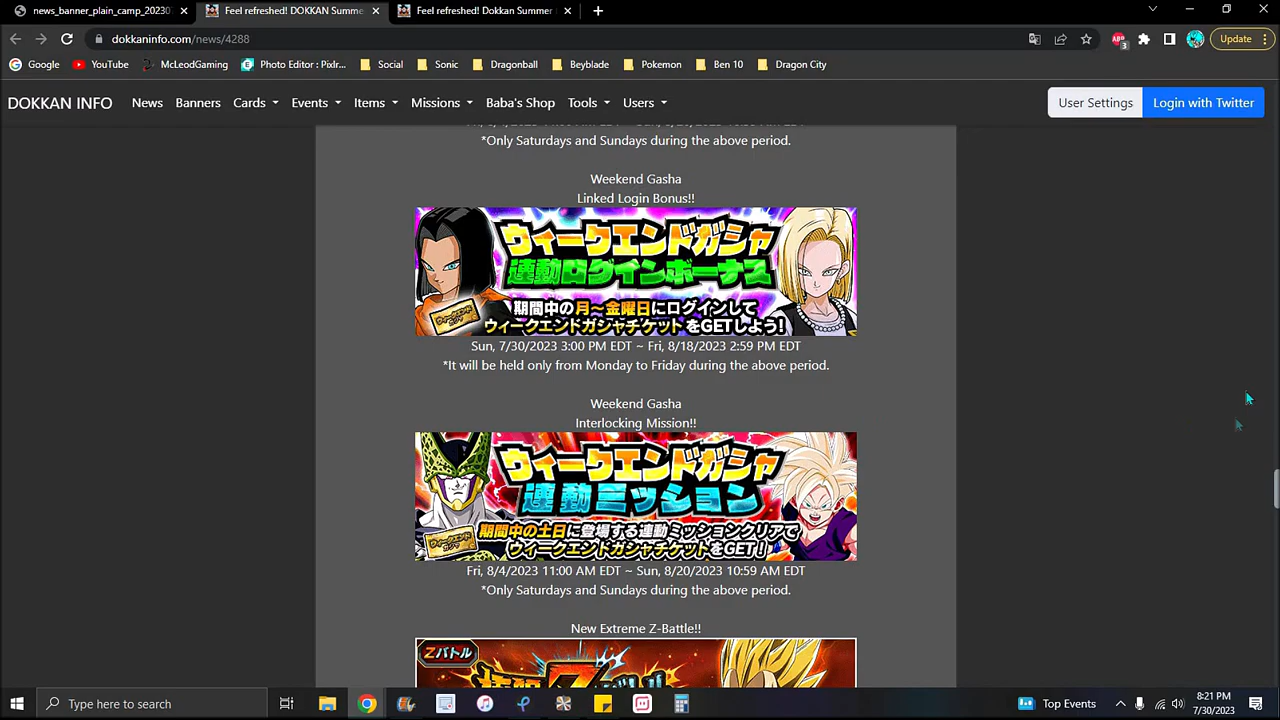 news_banner_plain_camp_20230
Feel refreshed! DOKKAN Summe
Feel refreshed! Dokkan Summer
dokkaninfo.com/news/4288
3
Update
Google
YouTube
McLeodGaming
Photo Editor : Pixlr...
Social
Sonic
Dragonball
Beyblade
Pokemon
Ben 10
Dragon City
DOKKAN INFO
News
Banners
Cards
Events
Items
Missions
Baba's Shop
Tools
Users
User Settings
Login with Twitter
*Only Saturdays and Sundays during the above period.
Weekend Gasha
Linked Login Bonus!!
ウィークエンドガシャ
連動ログインボーナス
期間中の月～金曜日にログインして
ウィークエンドガシャチケットをGETしよう!
Sun, 7/30/2023 3:00 PM EDT ~ Fri, 8/18/2023 2:59 PM EDT
*It will be held only from Monday to Friday during the above period.
Weekend Gasha
Interlocking Mission!!
ウィークエンドガシャ
連動ミッション
期間中の土日に登場する連動ミッションクリアで
ウィークエンドガシャチケットをGET!
Fri, 8/4/2023 11:00 AM EDT ~ Sun, 8/20/2023 10:59 AM EDT
*Only Saturdays and Sundays during the above period.
New Extreme Z-Battle!!
Zバトル
Type here to search
Top Events
8:21 PM
7/30/2023